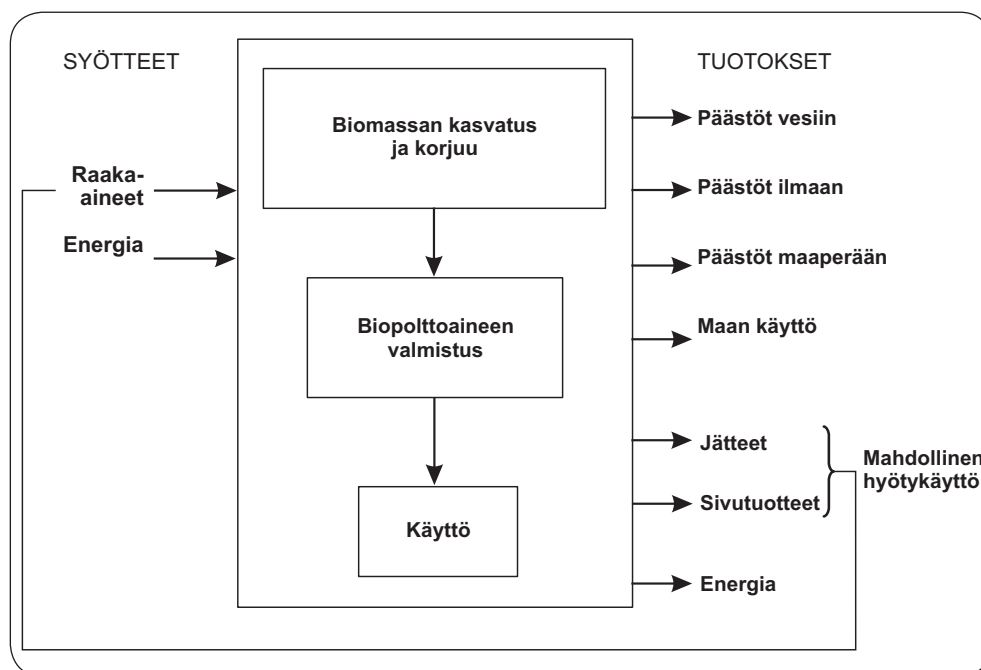 SYÖTTEET
Raaka-
aineet
Energia
Biomassan kasvatus
ja korjuu
Biopolttoaineen
valmistus
Käyttö
TUOTOKSET
Päästöt vesiin
Päästöt ilmaan
Päästöt maaperään
Maan käyttö
Jätteet
Sivutuotteet
Energia
Mahdollinen
hyötykäyttö